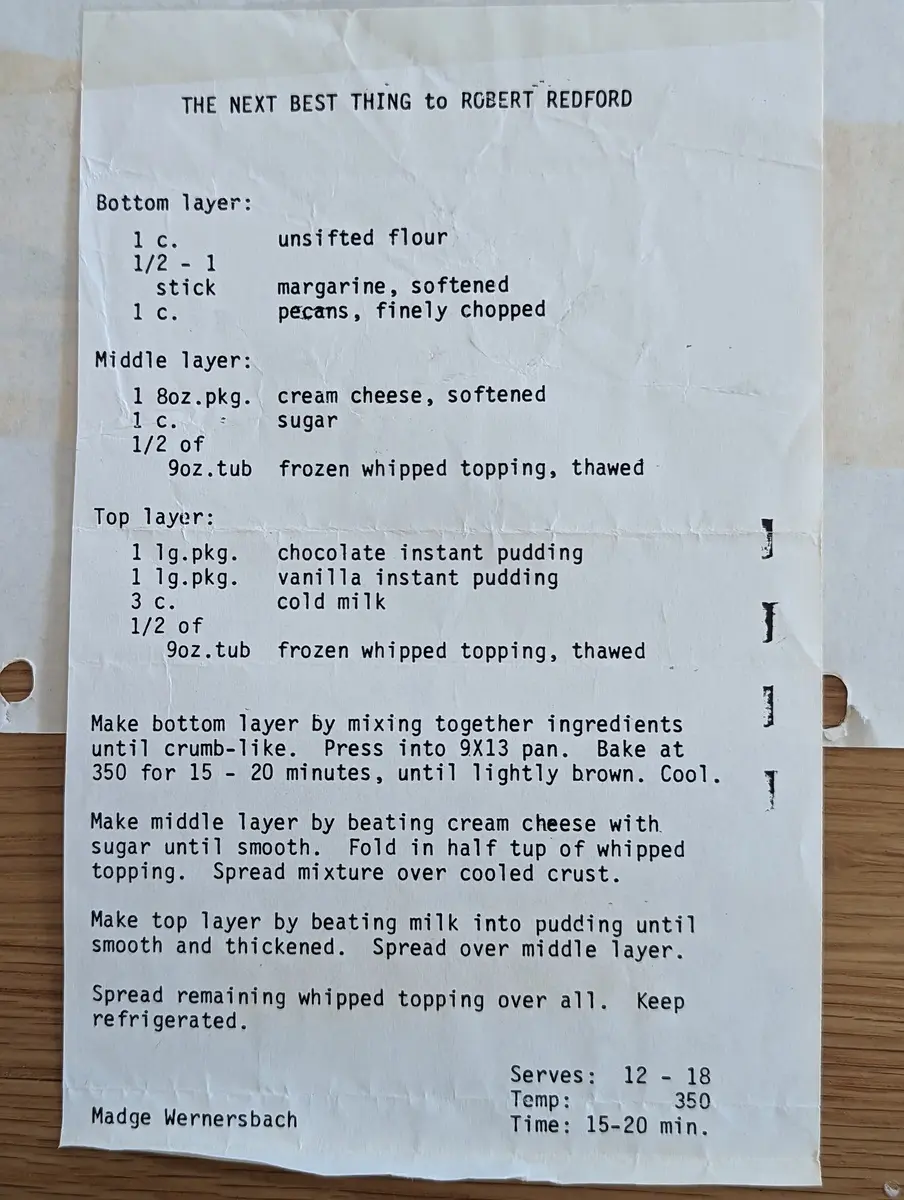 THE NEXT BEST THING to ROBERT REDFORD
Bottom layer:
1 c. unsifted flour
1/2 - 1
stick margarine, softened
1 c. pecans, finely chopped
Middle layer:
1 8oz.pkg. cream cheese, softened
1 c. sugar
1/2 of
9oz.tub frozen whipped topping, thawed
Top layer:
1 lg.pkg. chocolate instant pudding
1 lg.pkg. vanilla instant pudding
3 c. cold milk
1/2 of
9oz.tub frozen whipped topping, thawed
Make bottom layer by mixing together ingredients
until crumb-like. Press into 9X13 pan. Bake at
350 for 15 - 20 minutes, until lightly brown. Cool.
Make middle layer by beating cream cheese with
sugar until smooth. Fold in half tup of whipped
topping. Spread mixture over cooled crust.
Make top layer by beating milk into pudding until
smooth and thickened. Spread over middle layer.
Spread remaining whipped topping over all. Keep
refrigerated.
Serves: 12 - 18
Temp: 350
Time: 15-20 min.
Madge Wernersbach